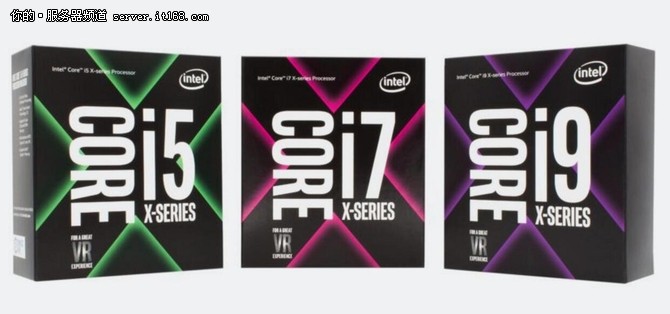 你的·服务器频道 server.it168.com
Intel® Core™ i5 X-series Processor
intel
CORE i5
X-SERIES
FOR A GREAT
VR
EXPERIENCE
Intel® Core™ i7 X-series Processor
intel
CORE i7
X-SERIES
FOR A GREAT
VR
EXPERIENCE
Intel® Core™ i9 X-series Processor
intel
CORE i9
X-SERIES
FOR A GREAT
VR
EXPERIENCE